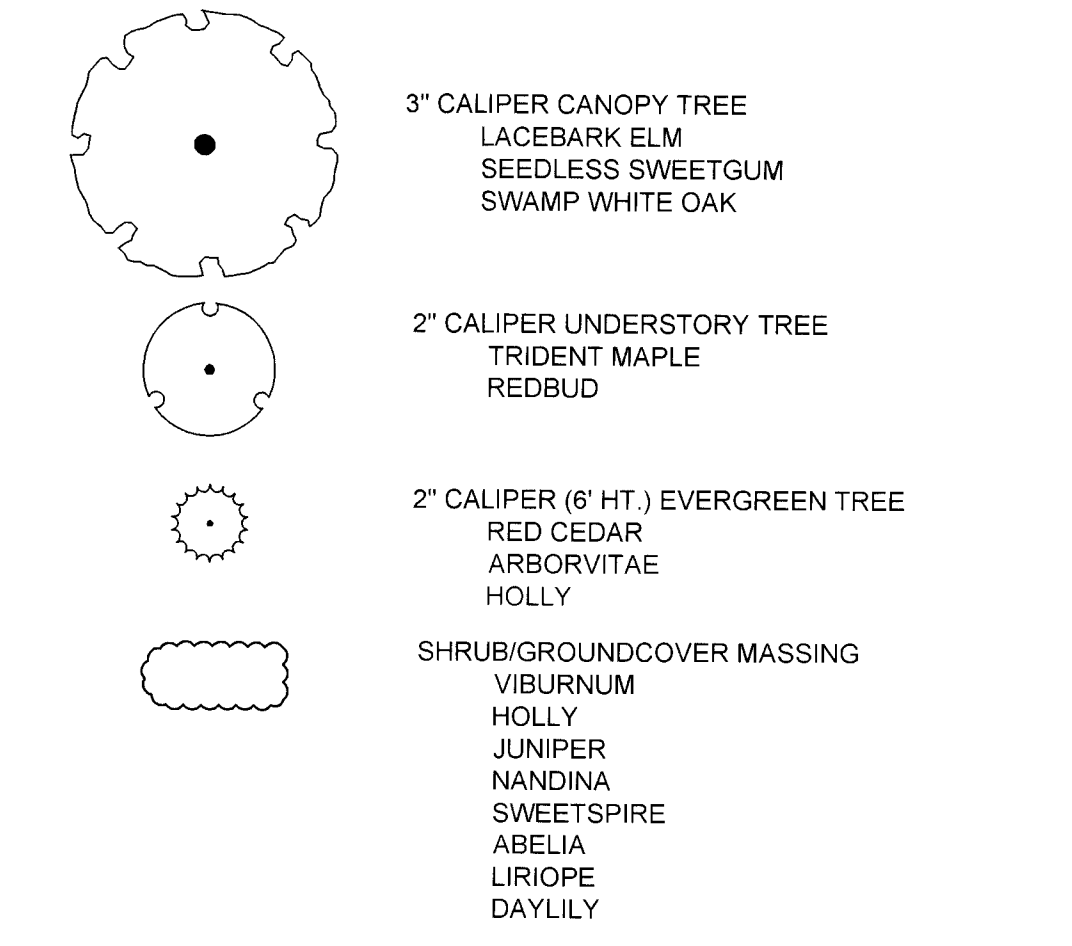 3" CALIPER CANOPY TREE
LACEBARK ELM
SEEDLESS SWEETGUM
SWAMP WHITE OAK
2" CALIPER UNDERSTORY TREE
TRIDENT MAPLE
REDBUD
2" CALIPER (6' HT.) EVERGREEN TREE
RED CEDAR
ARBORVITAE
HOLLY
SHRUB/GROUNDCOVER MASSING
VIBURNUM
HOLLY
JUNIPER
NANDINA
SWEETSPIRE
ABELIA
LIRIOPE
DAYLILY